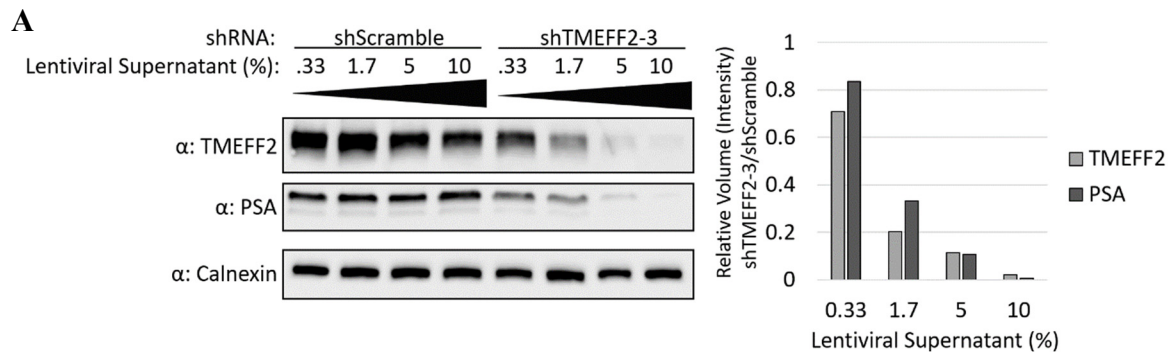 A
shRNA: shScramble shTMEFF2-3
Lentiviral Supernatant (%): .33 1.7 5 10 .33 1.7 5 10
α: TMEFF2
α: PSA
α: Calnexin
Relative Volume (Intensity)
shTMEFF2-3/shScramble
1
0.8
0.6
0.4
0.2
0
0.33 1.7 5 10
Lentiviral Supernatant (%)
TMEFF2
PSA